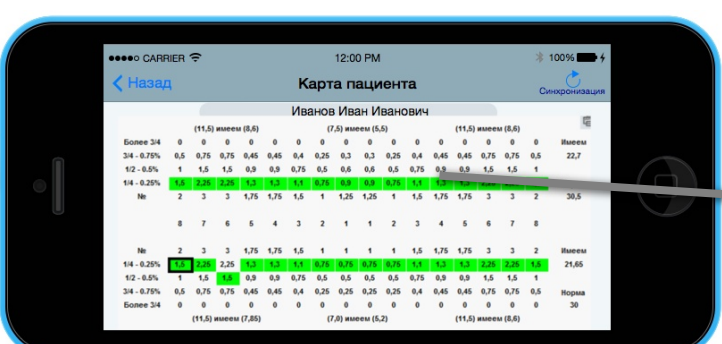 CARRIER 12:00 PM 100%
Назад Карта пациента Синхронизация
Иванов Иван Иванович
(11,5) имеем (8,6) (7,5) имеем (5,5) (11,5) имеем (8,6)
Более 3/4 0 0 0 0 0 0 0 0 0 0 0 0 0 0 0 0 Имеем
3/4 - 0.75% 0,5 0,75 0,75 0,45 0,45 0,4 0,25 0,3 0,3 0,25 0,4 0,45 0,45 0,75 0,75 0,5 22,7
1/2 - 0.5% 1 1,5 1,5 0,9 0,9 0,75 0,5 0,6 0,6 0,5 0,75 0,9 0,9 1,5 1,5 1
1/4 - 0.25% 1,5 2,25 2,25 1,3 1,3 1,1 0,75 0,9 0,9 0,75 1,1 1,3
№ 2 3 3 1,75 1,75 1,5 1 1,25 1,25 1 1,5 1,75 1,75 3 3 2 30,5
8 7 6 5 4 3 2 1 1 2 3 4 5 6 7 8
№ 2 3 3 1,75 1,75 1,5 1 1 1 1 1,5 1,75 1,75 3 3 2 Имеем
1/4 - 0.25% 1,5 2,25 2,25 1,3 1,3 1,1 0,75 0,75 0,75 0,75 1,1 1,3 1,3 2,25 2,25 1,5 21,65
1/2 - 0.5% 1 1,5 1,5 0,9 0,9 0,75 0,5 0,5 0,5 0,5 0,75 0,9 0,9 1,5 1,5 1
3/4 - 0.75% 0,5 0,75 0,75 0,45 0,45 0,4 0,25 0,25 0,25 0,25 0,4 0,45 0,45 0,75 0,75 0,5 Норма
Более 3/4 0 0 0 0 0 0 0 0 0 0 0 0 0 0 0 0 30
(11,5) имеем (7,85) (7,0) имеем (5,2) (11,5) имеем (8,6)